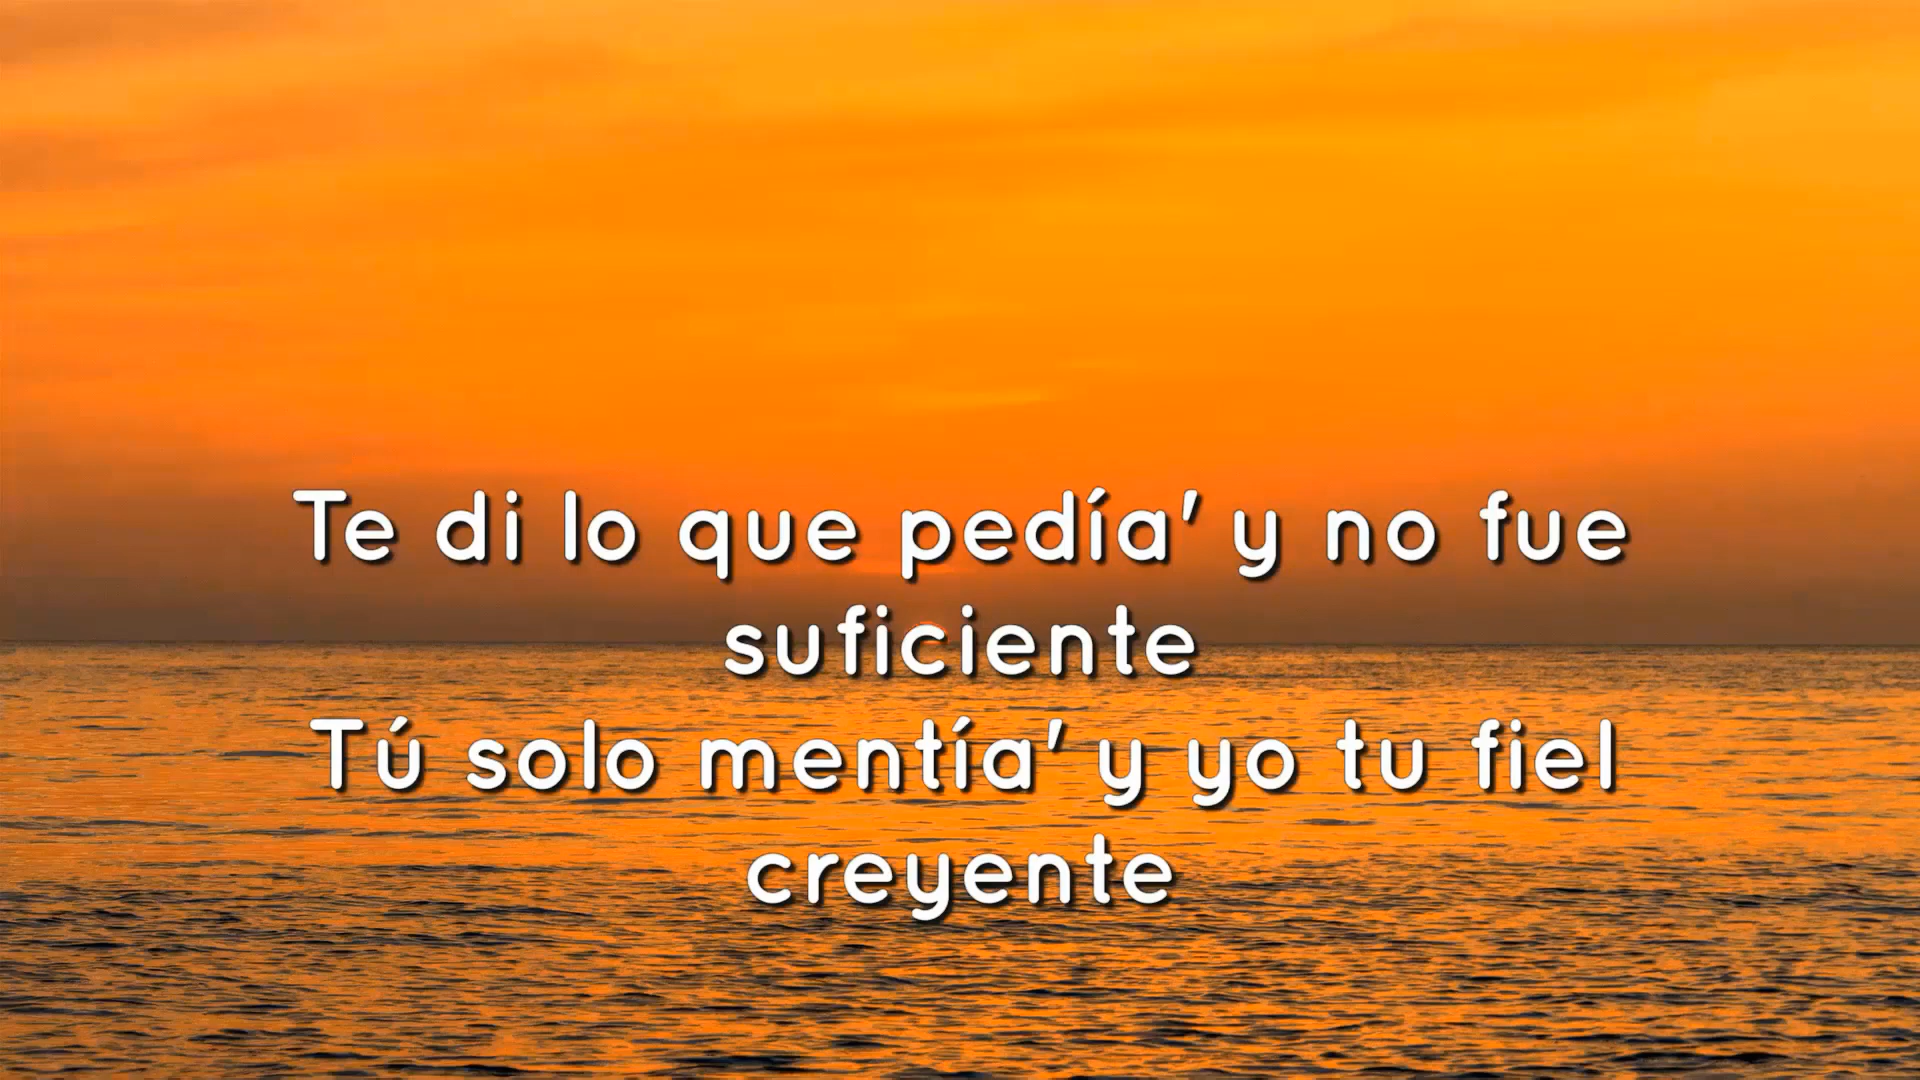 Te di lo que pedía' y no fue
suficiente
Tú solo mentía' y yo tu fiel
creyente